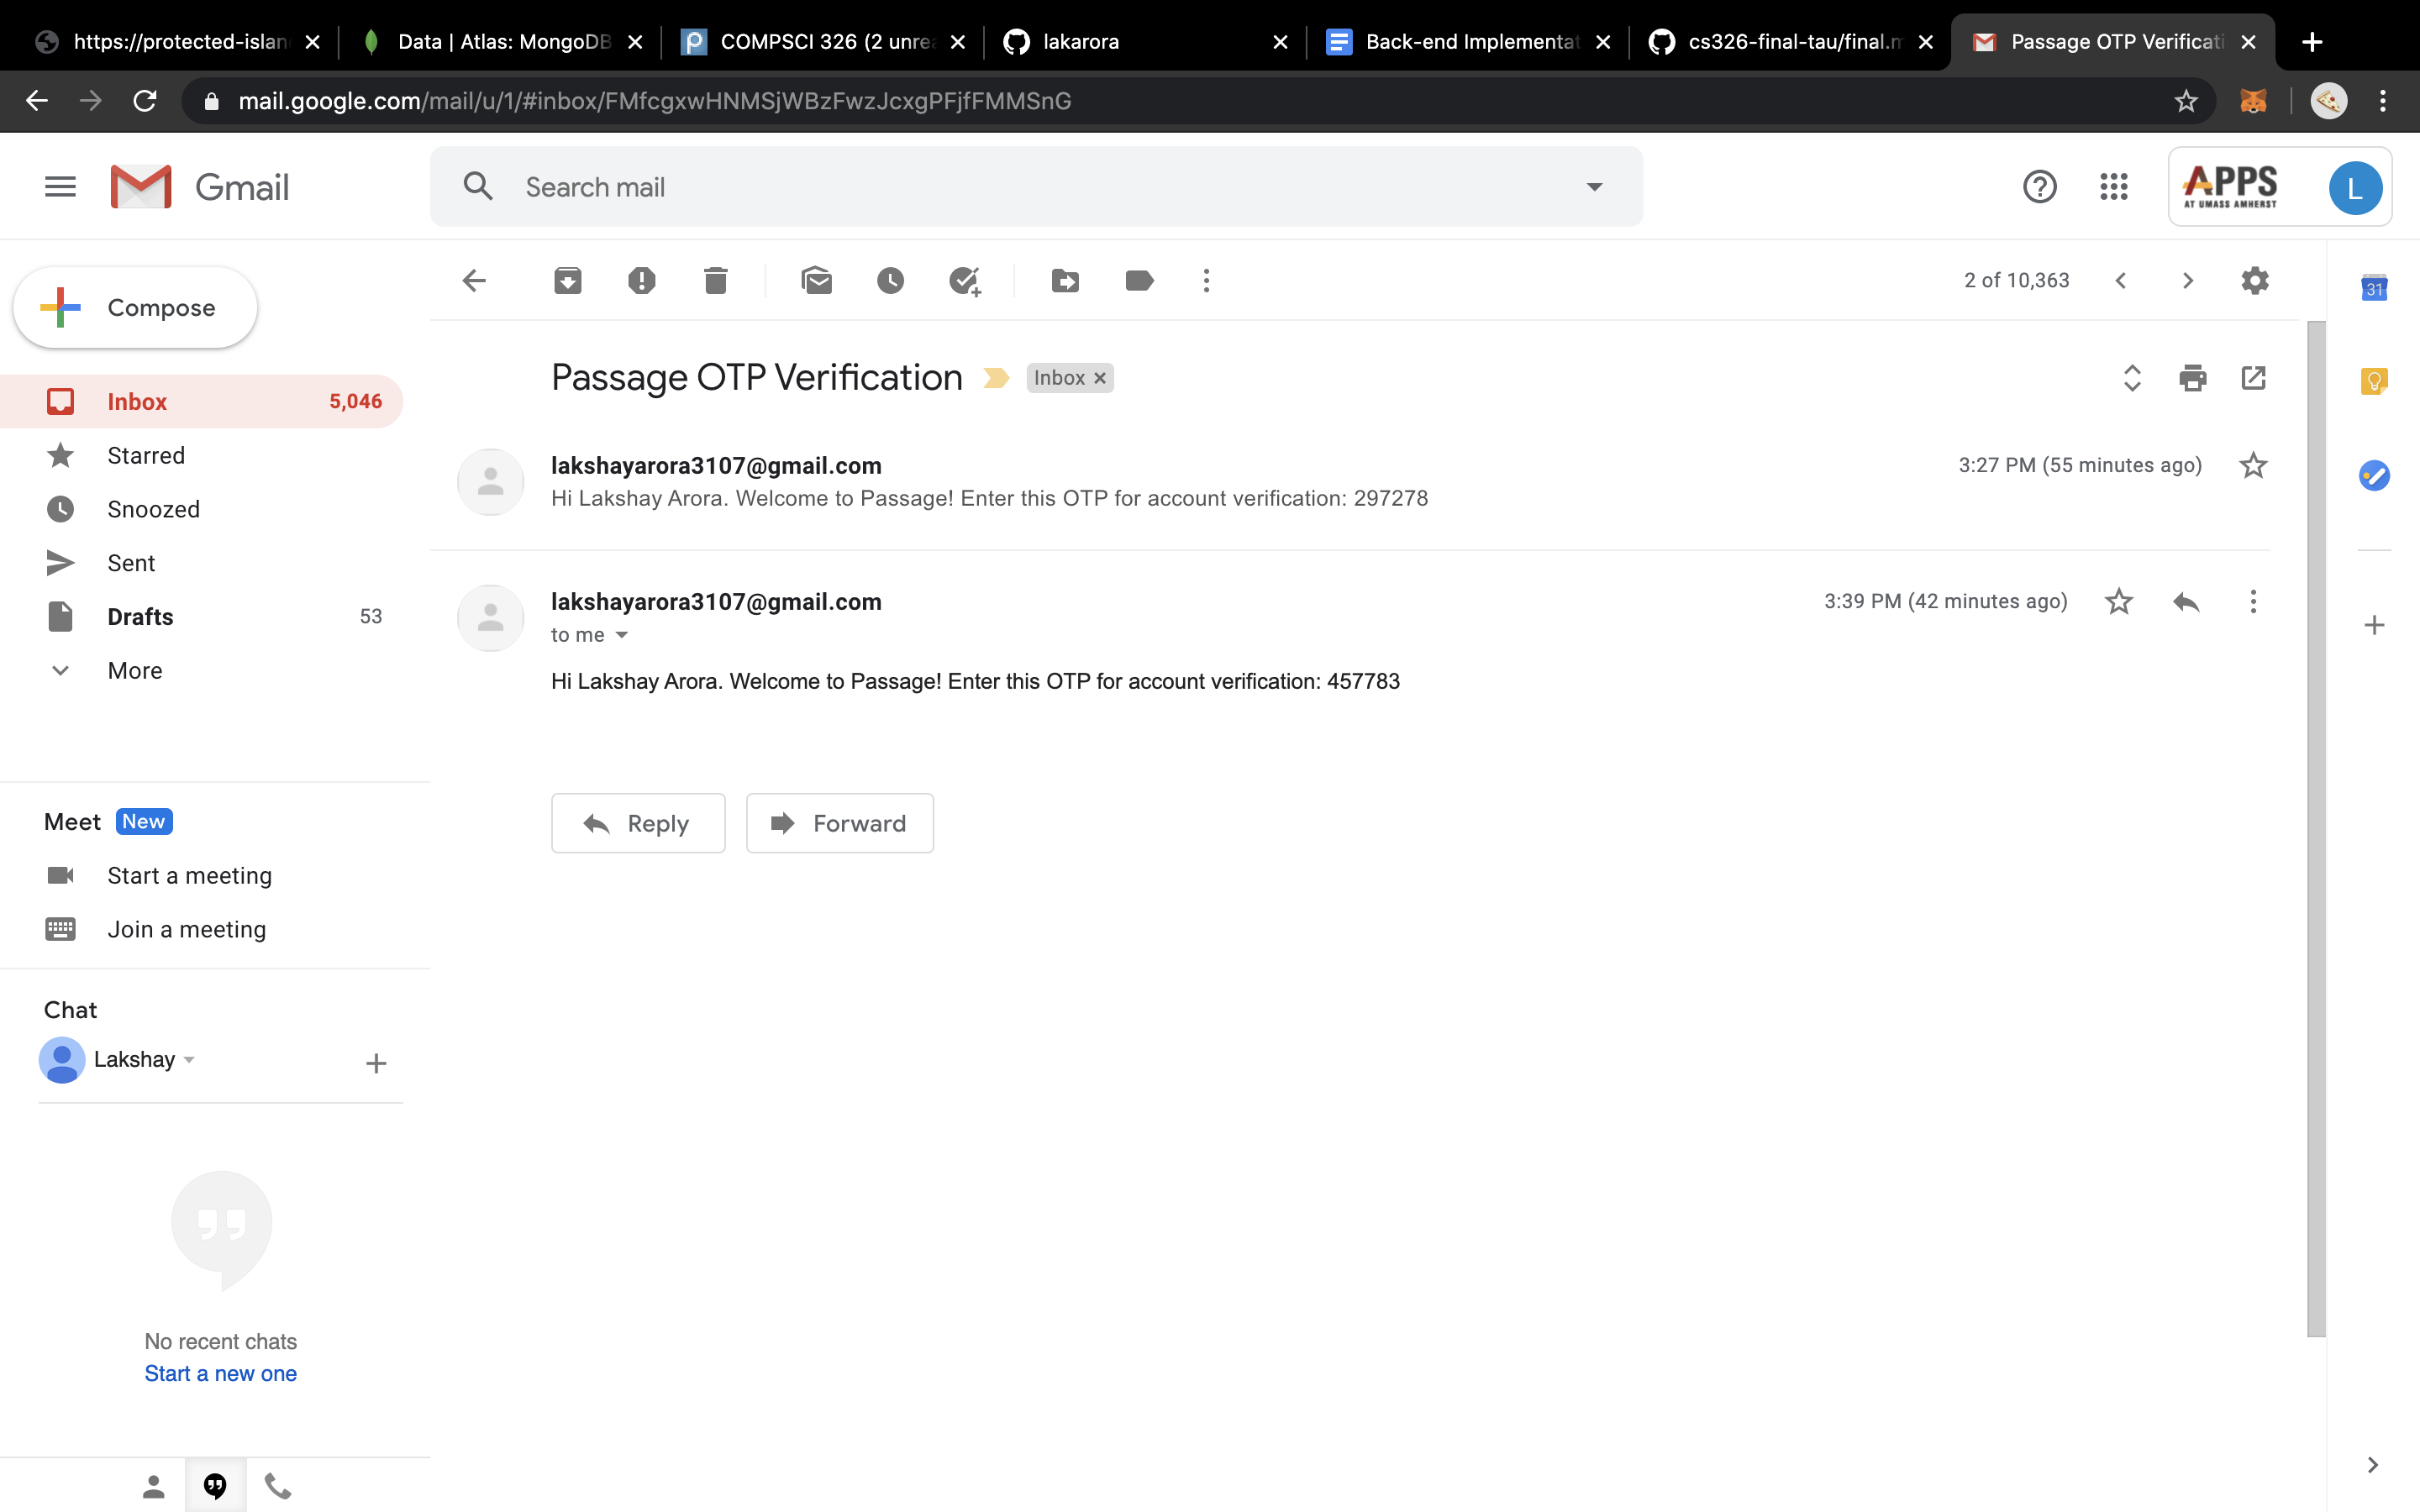 https://protected-islan
Data | Atlas: MongoDB
COMPSCI 326 (2 unrea
lakarora
Back-end Implementat
cs326-final-tau/final.m
Passage OTP Verificati
mail.google.com/mail/u/1/#inbox/FMfcgxwHNMSjWBzFwzJcxgPFjfFMMSnG
Gmail
Search mail
APPS
AT UMASS AMHERST
L
Compose
2 of 10,363
31
Passage OTP Verification
Inbox
Inbox 5,046
Starred
Snoozed
Sent
Drafts 53
More
lakshayarora3107@gmail.com
3:27 PM (55 minutes ago)
Hi Lakshay Arora. Welcome to Passage! Enter this OTP for account verification: 297278
lakshayarora3107@gmail.com
3:39 PM (42 minutes ago)
to me
Hi Lakshay Arora. Welcome to Passage! Enter this OTP for account verification: 457783
Reply
Forward
Meet New
Start a meeting
Join a meeting
Chat
Lakshay
No recent chats
Start a new one